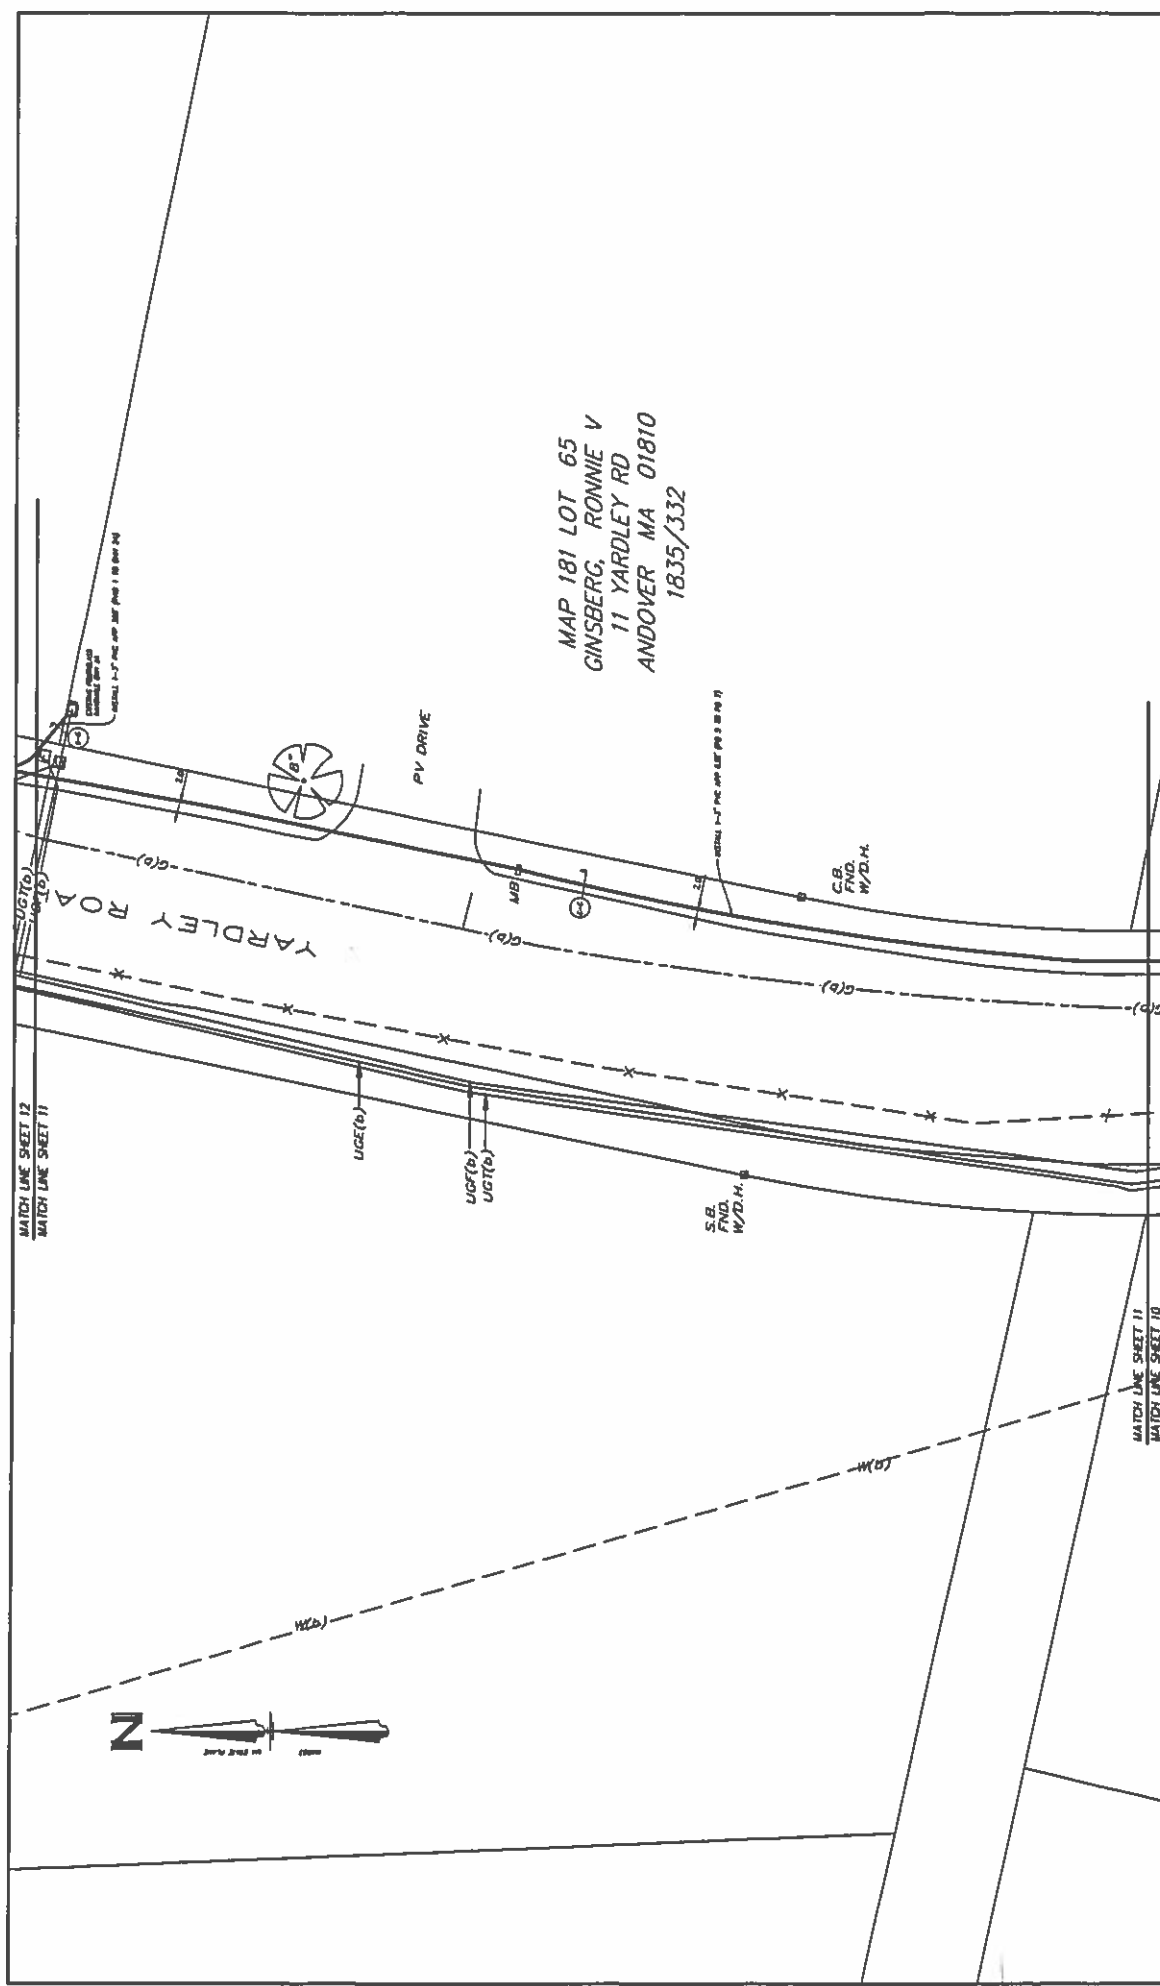 MATCH LINE SHEET 12
MATCH LINE SHEET 11
UGT(b)
YARDLEY ROA
G(b)
8"
PV DRIVE
MAP 181 LOT 65
GINSBERG, RONNIE V
11 YARDLEY RD
ANDOVER MA 01810
1835/332
MB
G(b)
C.B.
FND.
W/D.H.
G(b)
G(b)
UGE(b)
UGF(b)
UGT(b)
S.B.
FND.
W/D.H.
W(b)
W(b)
N
MATCH LINE SHEET 11
MATCH LINE SHEET 10